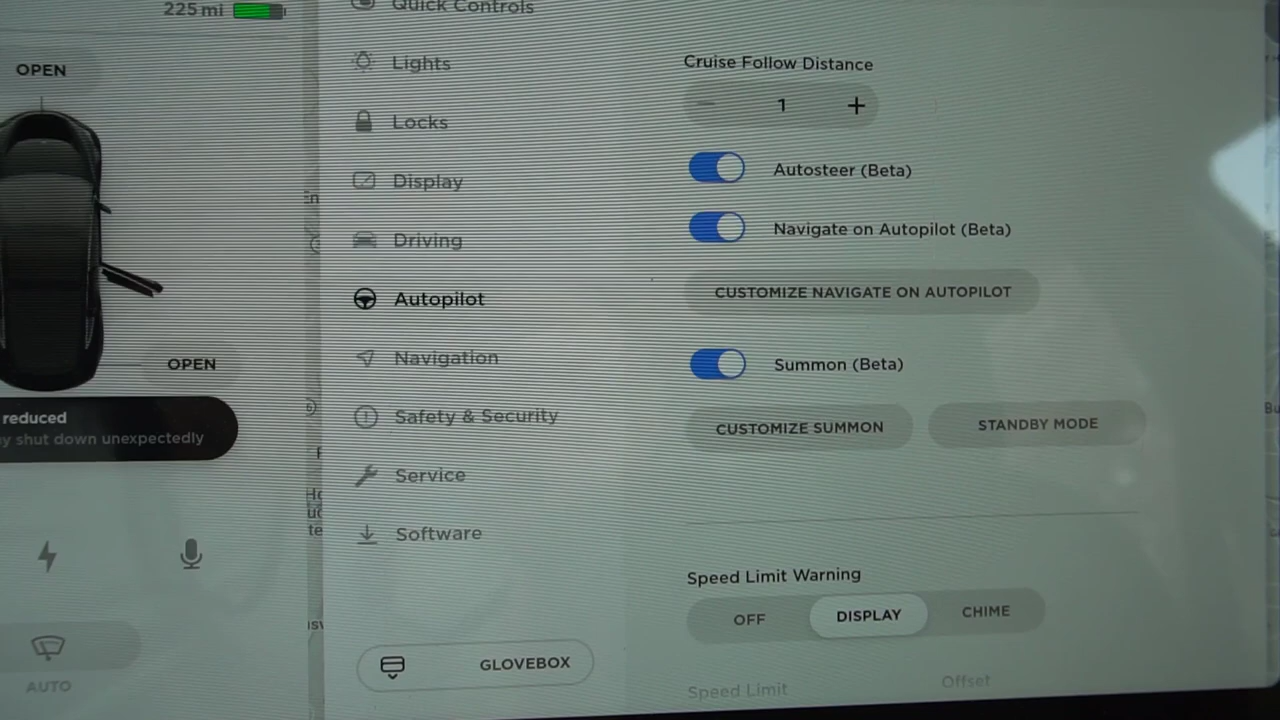 225 mi
OPEN
OPEN
reduced
y shut down unexpectedly
AUTO
Quick Controls
Lights
Locks
Display
Driving
Autopilot
Navigation
Safety & Security
Service
Software
GLOVEBOX
Cruise Follow Distance
− 1 +
Autosteer (Beta)
Navigate on Autopilot (Beta)
CUSTOMIZE NAVIGATE ON AUTOPILOT
Summon (Beta)
CUSTOMIZE SUMMON
STANDBY MODE
Speed Limit Warning
OFF
DISPLAY
CHIME
Speed Limit
Offset